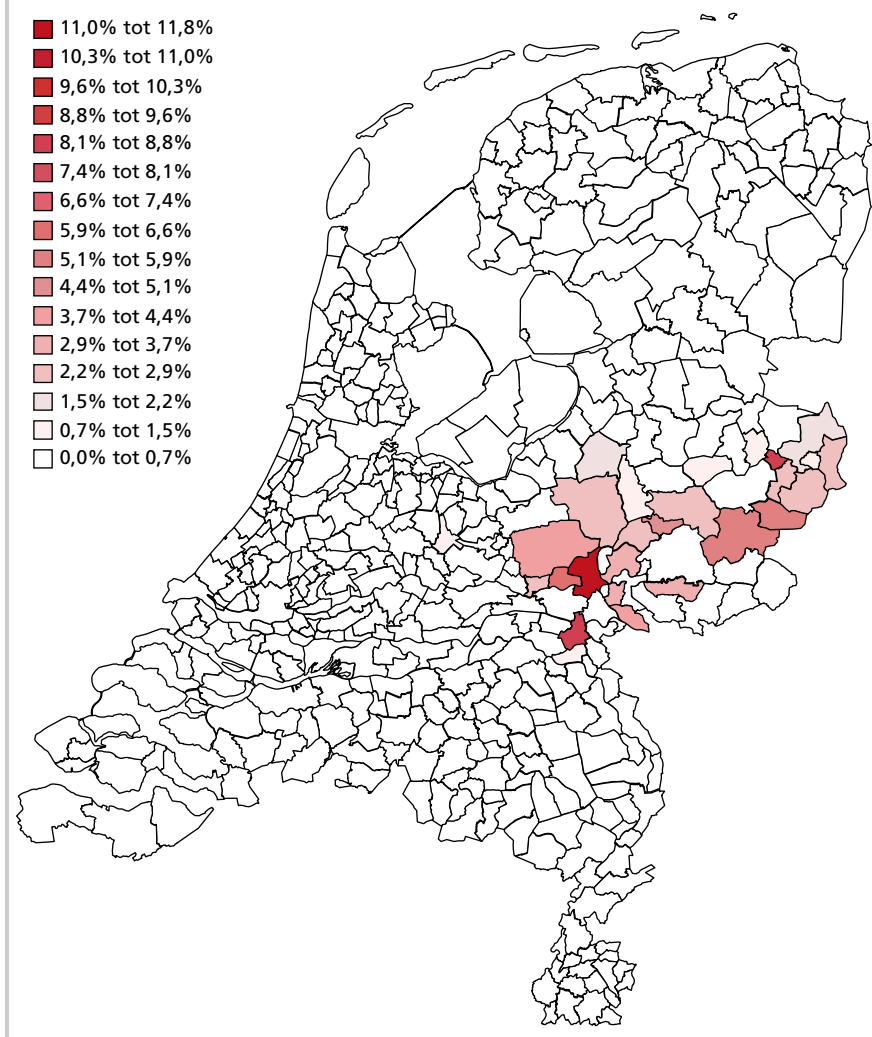 11,0% tot 11,8%
10,3% tot 11,0%
9,6% tot 10,3%
8,8% tot 9,6%
8,1% tot 8,8%
7,4% tot 8,1%
6,6% tot 7,4%
5,9% tot 6,6%
5,1% tot 5,9%
4,4% tot 5,1%
3,7% tot 4,4%
2,9% tot 3,7%
2,2% tot 2,9%
1,5% tot 2,2%
0,7% tot 1,5%
0,0% tot 0,7%